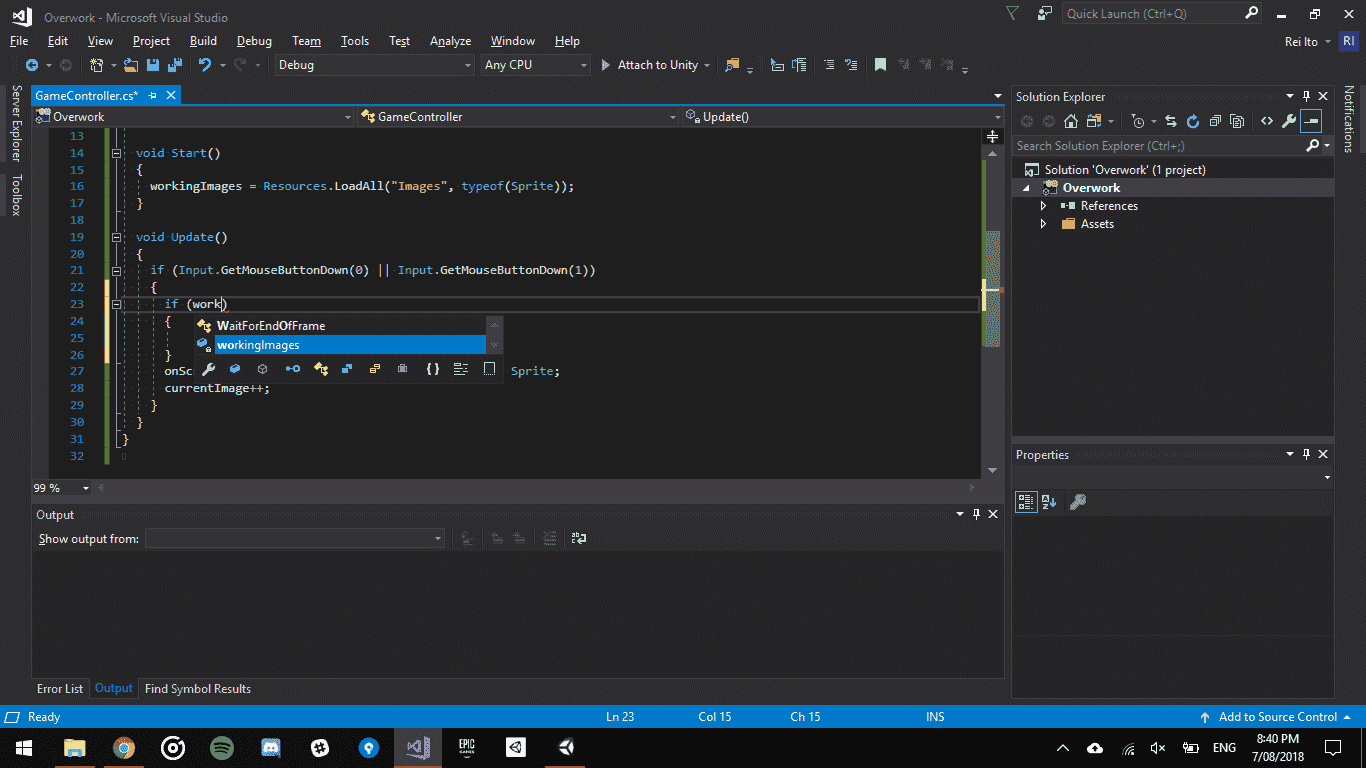 Overwork - Microsoft Visual Studio
Quick Launch (Ctrl+Q)
File Edit View Project Build Debug Team Tools Test Analyze Window Help
Rei Ito RI
Debug Any CPU Attach to Unity
Server Explorer
Toolbox
GameController.cs*
Overwork GameController Update()
13
14 void Start()
15 {
16 workingImages = Resources.LoadAll("Images", typeof(Sprite));
17 }
18
19 void Update()
20 {
21 if (Input.GetMouseButtonDown(0) || Input.GetMouseButtonDown(1))
22 {
23 if (work)
24 {
WaitForEndOfFrame
25
workingImages
26 }
27 onSc Sprite;
28 currentImage++;
29 }
30 }
31 }
32
99 %
Solution Explorer
Search Solution Explorer (Ctrl+;)
Solution 'Overwork' (1 project)
Overwork
References
Assets
Notifications
Properties
Output
Show output from:
Error List Output Find Symbol Results
Ready Ln 23 Col 15 Ch 15 INS Add to Source Control
EPIC GAMES
ENG
8:40 PM
7/08/2018